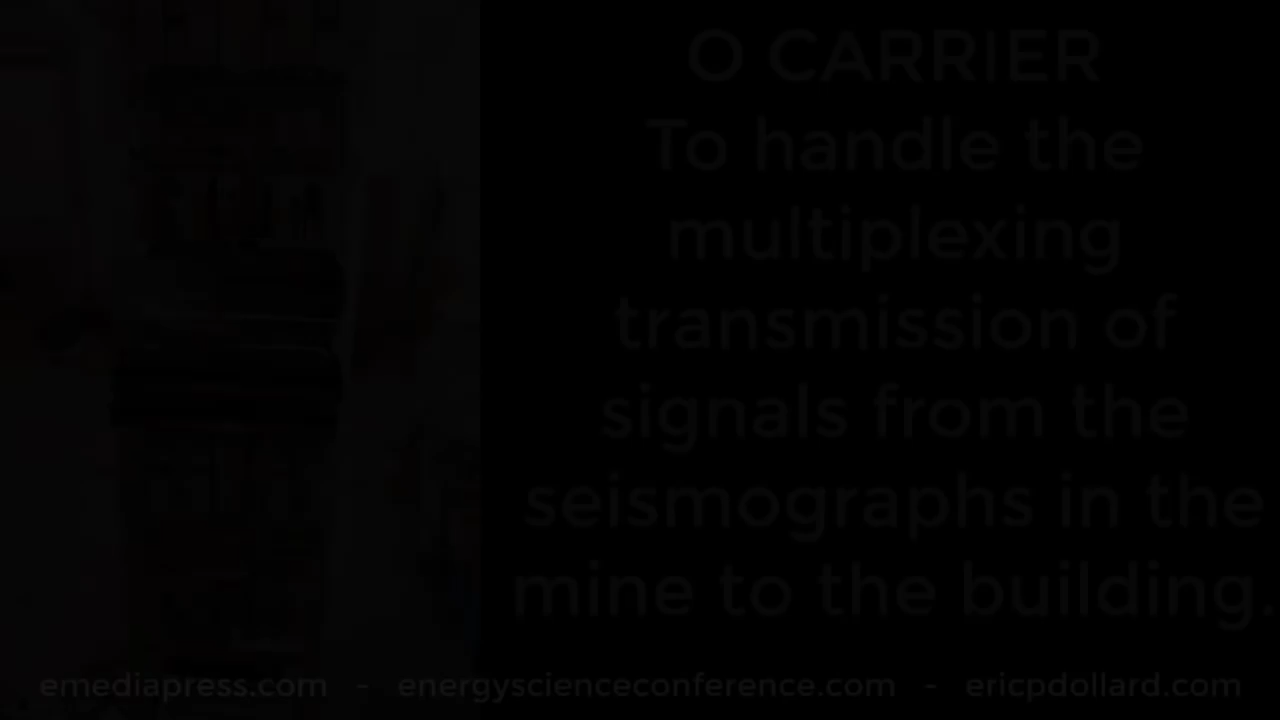 O CARRIER
To handle the
multiplexing
transmission of
signals from the
seismographs in the
mine to the building.
emediapress.com - energyscienceconference.com - ericpdollard.com